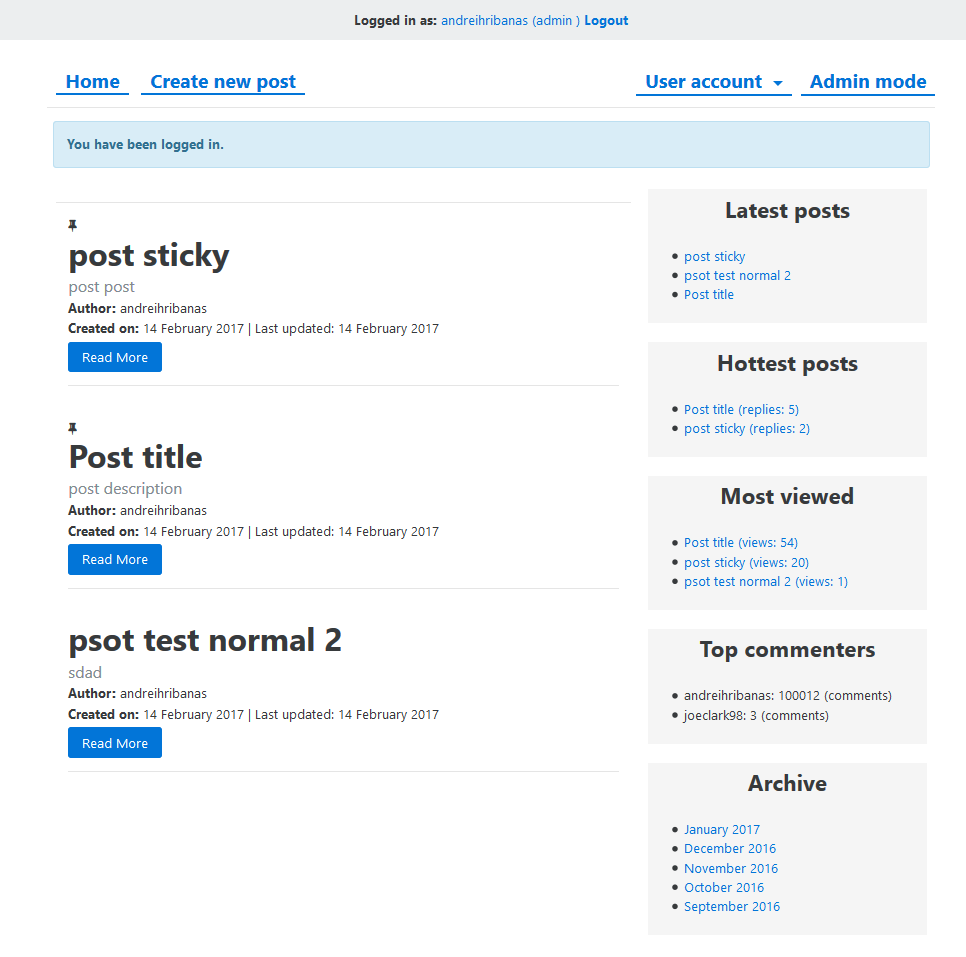 Logged in as: andreihribanas (admin ) Logout
Home Create new post User account Admin mode
You have been logged in.
post sticky
post post
Author: andreihribanas
Created on: 14 February 2017 | Last updated: 14 February 2017
Read More
Post title
post description
Author: andreihribanas
Created on: 14 February 2017 | Last updated: 14 February 2017
Read More
psot test normal 2
sdad
Author: andreihribanas
Created on: 14 February 2017 | Last updated: 14 February 2017
Read More
Latest posts
post sticky
psot test normal 2
Post title
Hottest posts
Post title (replies: 5)
post sticky (replies: 2)
Most viewed
Post title (views: 54)
post sticky (views: 20)
psot test normal 2 (views: 1)
Top commenters
andreihribanas: 100012 (comments)
joeclark98: 3 (comments)
Archive
January 2017
December 2016
November 2016
October 2016
September 2016